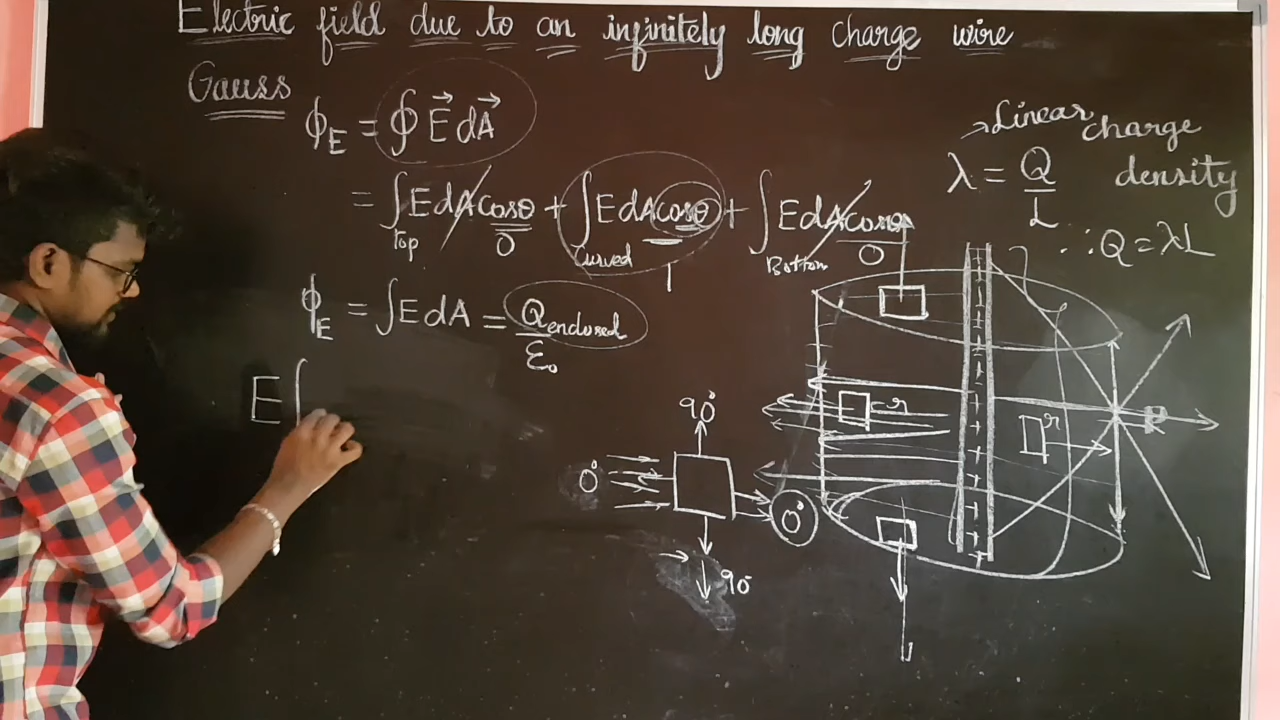 Electric field due to an infinitely long charge wire
Gauss
ϕE = ∮ E⃗ dA⃗
= ∫Top E dA cosθ + ∫Curved E dA cosθ + ∫Bottom E dA cosθ
0
1
0
ϕE = ∫ E dA = Qenclosed / ε₀
E ∫
→ Linear charge
density
λ = Q / L
∴ Q = λL
r
r
P
90°
0°
0°
90°